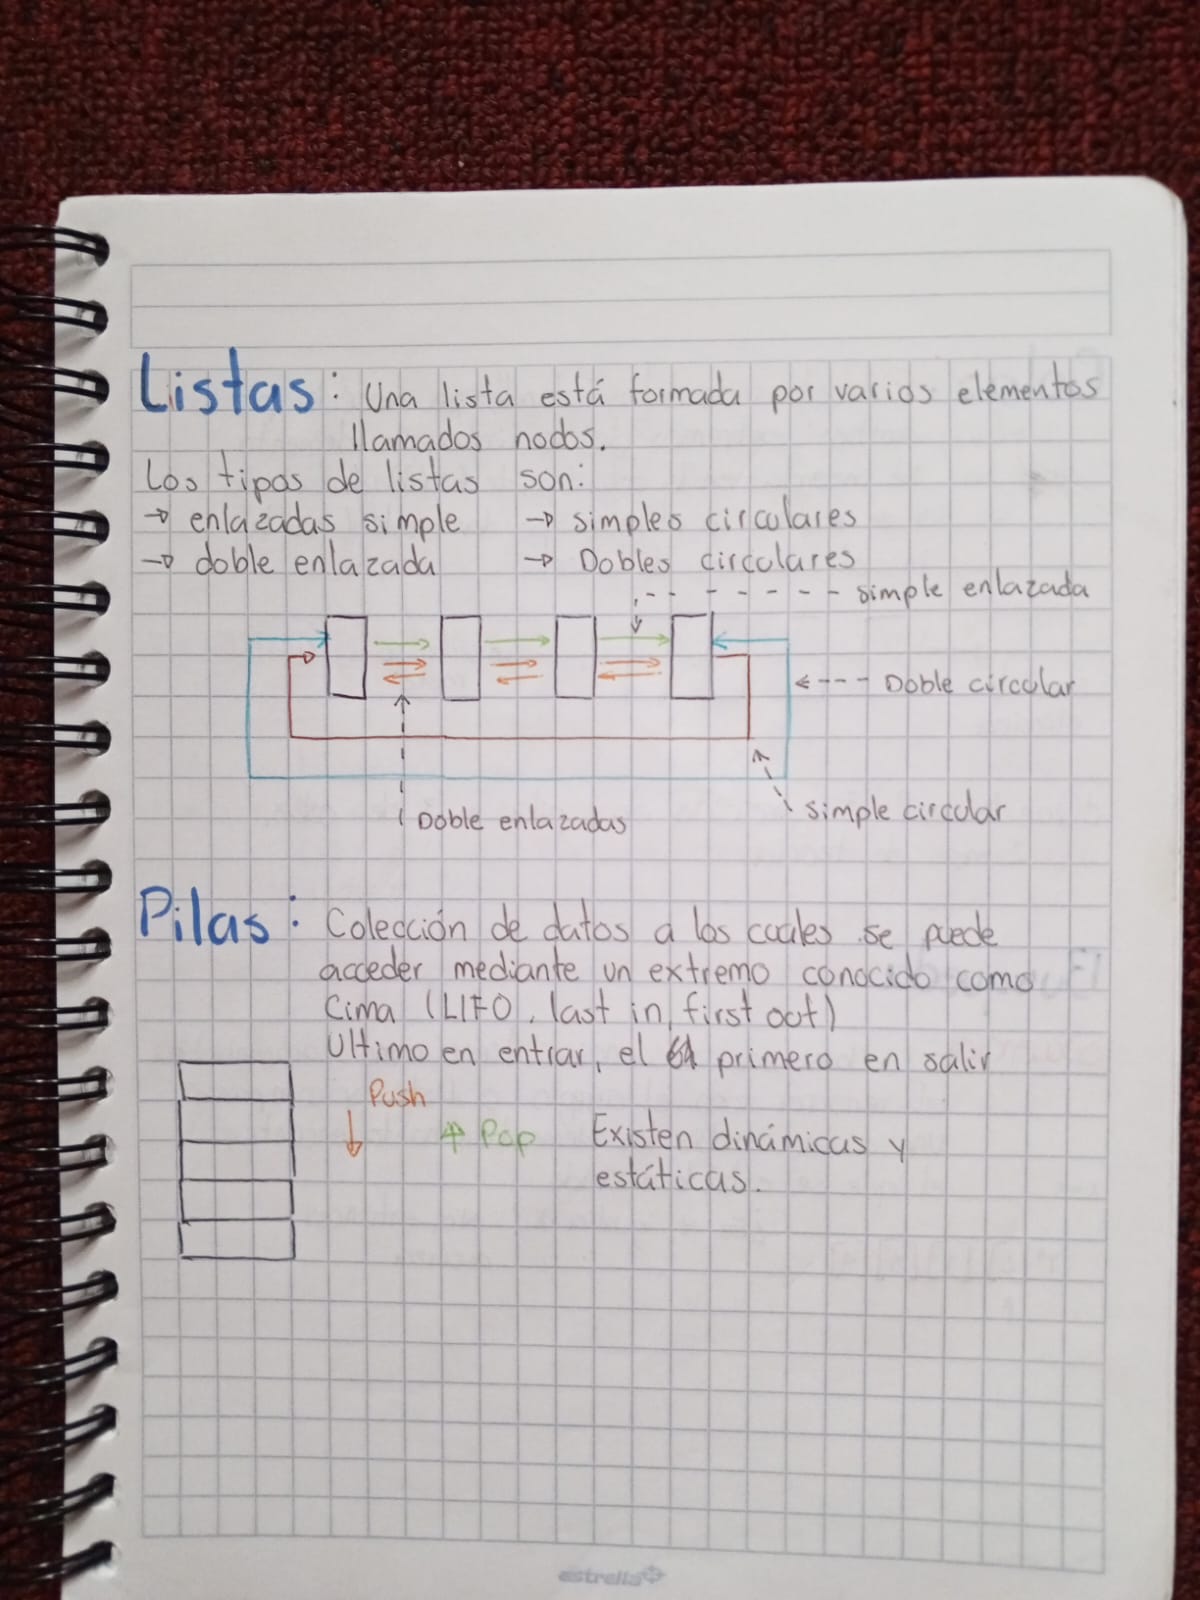 Listas: Una lista está formada por varios elementos
llamados nodos.
Los tipos de listas son:
→ enlazadas simple → simples circulares
→ doble enlazada → Dobles circulares
simple enlazada
Doble circular
simple circular
Doble enlazadas
Pilas: Colección de datos a los cuales se puede
acceder mediante un extremo conocido como
Cima (LIFO, last in, first out)
Ultimo en entrar, el primero en salir
Push
Pop
Existen dinámicas y
estáticas.
estrella